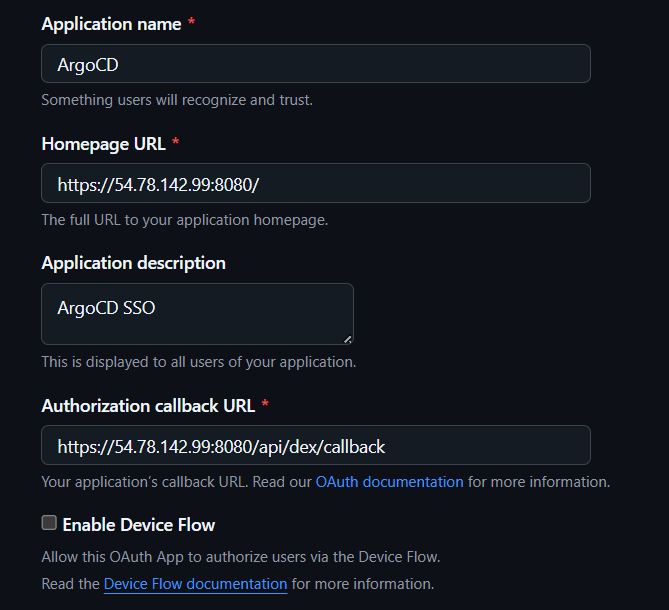 Application name *
ArgoCD
Something users will recognize and trust.
Homepage URL *
https://54.78.142.99:8080/
The full URL to your application homepage.
Application description
ArgoCD SSO
This is displayed to all users of your application.
Authorization callback URL *
https://54.78.142.99:8080/api/dex/callback
Your application’s callback URL. Read our OAuth documentation for more information.
Enable Device Flow
Allow this OAuth App to authorize users via the Device Flow.
Read the Device Flow documentation for more information.